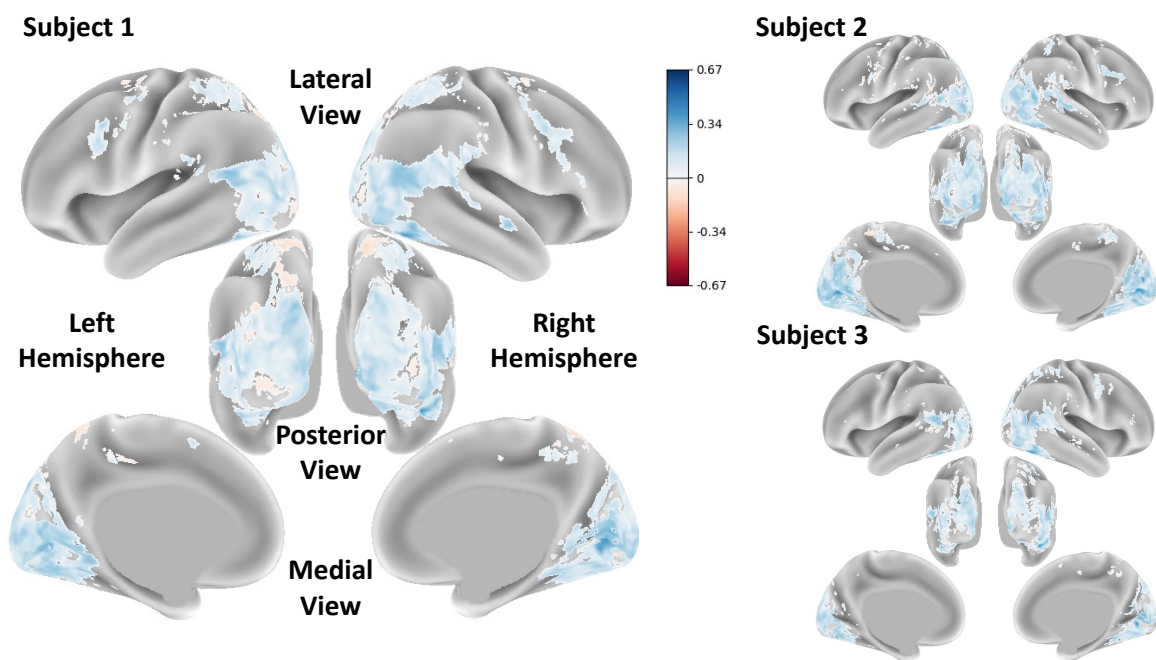 Subject 1
Lateral
View
0.67
0.34
0
-0.34
-0.67
Left
Hemisphere
Right
Hemisphere
Posterior
View
Medial
View
Subject 2
Subject 3